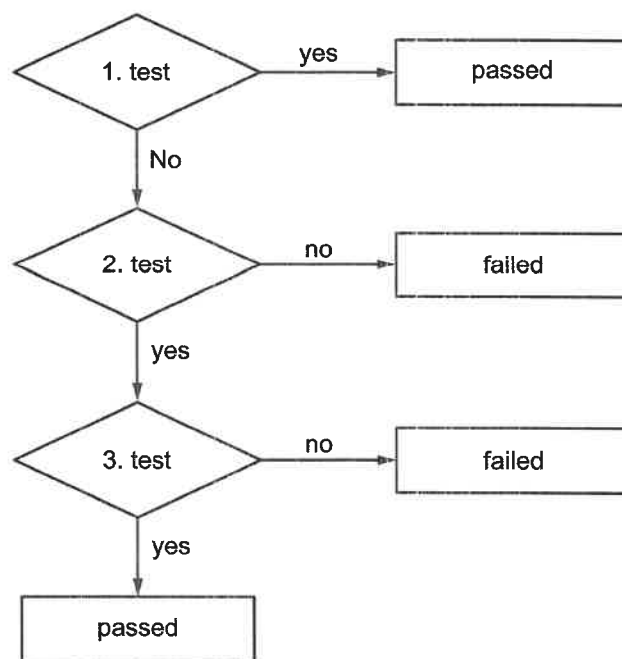 1. test
yes
passed
No
2. test
no
failed
yes
3. test
no
failed
yes
passed